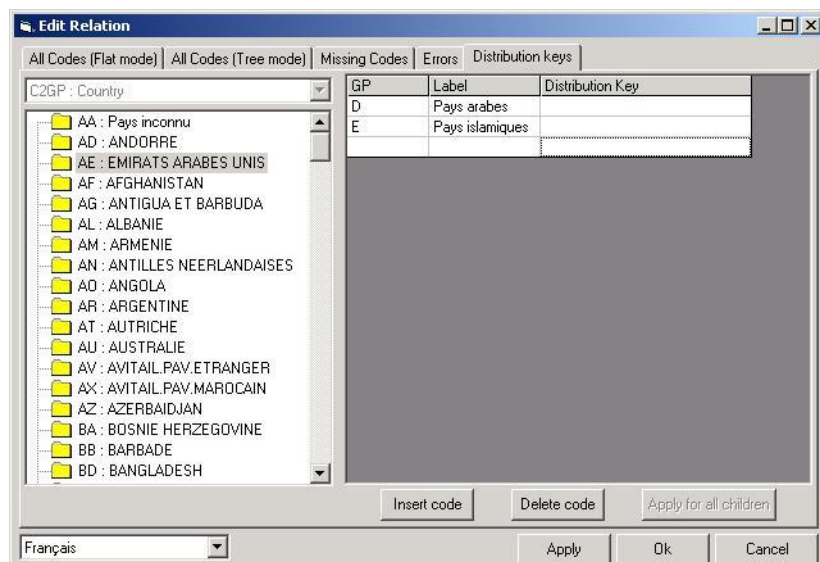 Edit Relation
All Codes (Flat mode) All Codes (Tree mode) Missing Codes Errors Distribution keys
C2GP : Country
AA : Pays inconnu
AD : ANDORRE
AE : EMIRATS ARABES UNIS
AF : AFGHANISTAN
AG : ANTIGUA ET BARBUDA
AL : ALBANIE
AM : ARMENIE
AN : ANTILLES NEERLANDAISES
AO : ANGOLA
AR : ARGENTINE
AT : AUTRICHE
AU : AUSTRALIE
AV : AVITAIL.PAV.ETRANGER
AX : AVITAIL.PAV.MAROCAIN
AZ : AZERBAIDJAN
BA : BOSNIE HERZEGOVINE
BB : BARBADE
BD : BANGLADESH
GP Label Distribution Key
D Pays arabes
E Pays islamiques
Insert code Delete code Apply for all children
Français Apply Ok Cancel